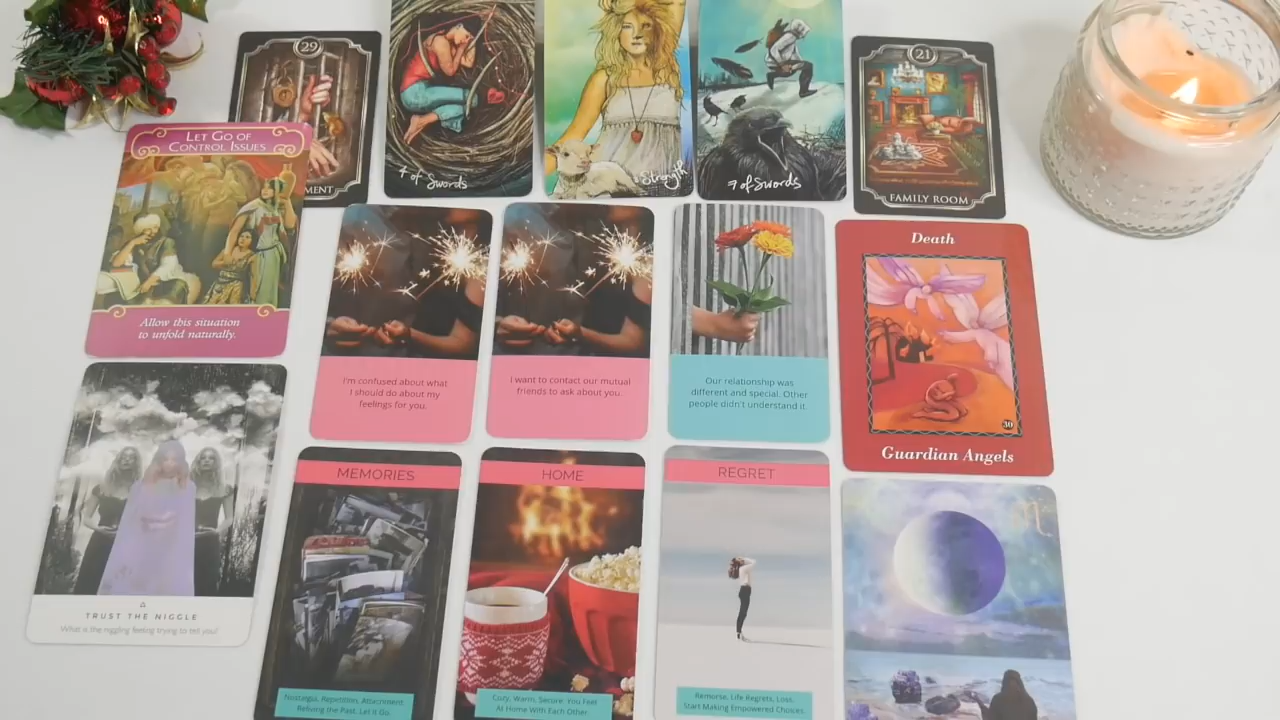 29
MENT
4 of Swords
Strength
7 of Swords
21
FAMILY ROOM
LET GO OF
CONTROL ISSUES
Allow this situation
to unfold naturally.
I'm confused about what
I should do about my
feelings for you.
I want to contact our mutual
friends to ask about you.
Our relationship was
different and special. Other
people didn't understand it.
Death
30
Guardian Angels
TRUST THE NIGGLE
What is the niggling feeling trying to tell you?
MEMORIES
Nostalgia, Repetition, Attachment
Reliving the Past. Let it Go
HOME
Cozy, Warm, Secure: You Feel
At Home With Each Other.
REGRET
Remorse, Life Regrets, Loss.
Start Making Empowered Choices.